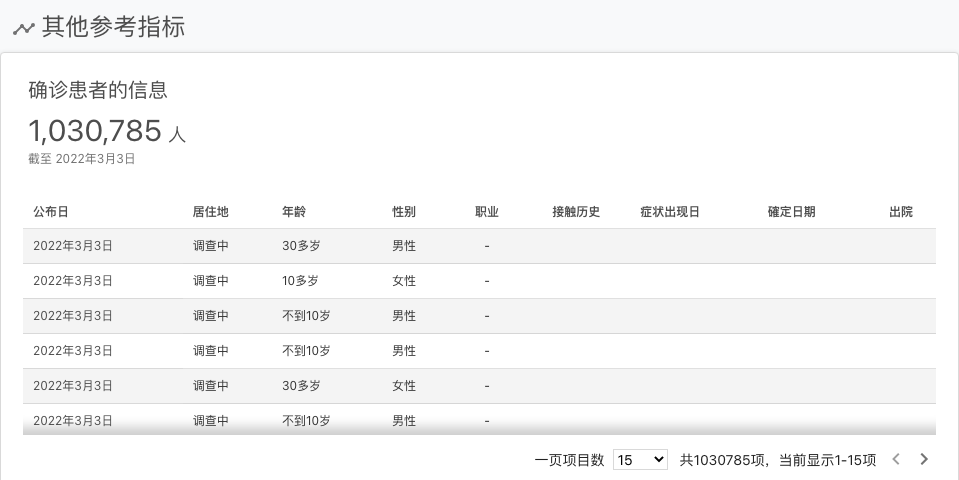 其他参考指标
确诊患者的信息
1,030,785 人
截至 2022年3月3日
公布日 居住地 年龄 性别 职业 接触历史 症状出现日 確定日期 出院
2022年3月3日 调查中 30多岁 男性 -
2022年3月3日 调查中 10多岁 女性 -
2022年3月3日 调查中 不到10岁 男性 -
2022年3月3日 调查中 不到10岁 男性 -
2022年3月3日 调查中 30多岁 女性 -
2022年3月3日 调查中 不到10岁 男性 -
一页项目数 15 共1030785项，当前显示1-15项